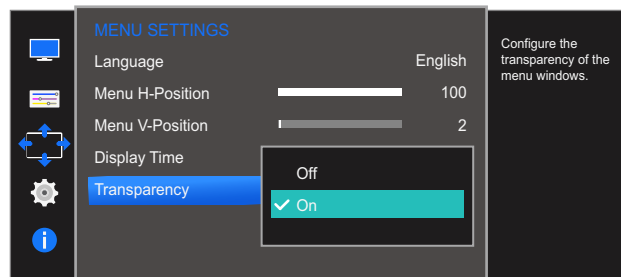 MENU SETTINGS
Language English
Menu H-Position 100
Menu V-Position 2
Display Time
Transparency
Off
On
Configure the
transparency of the
menu windows.